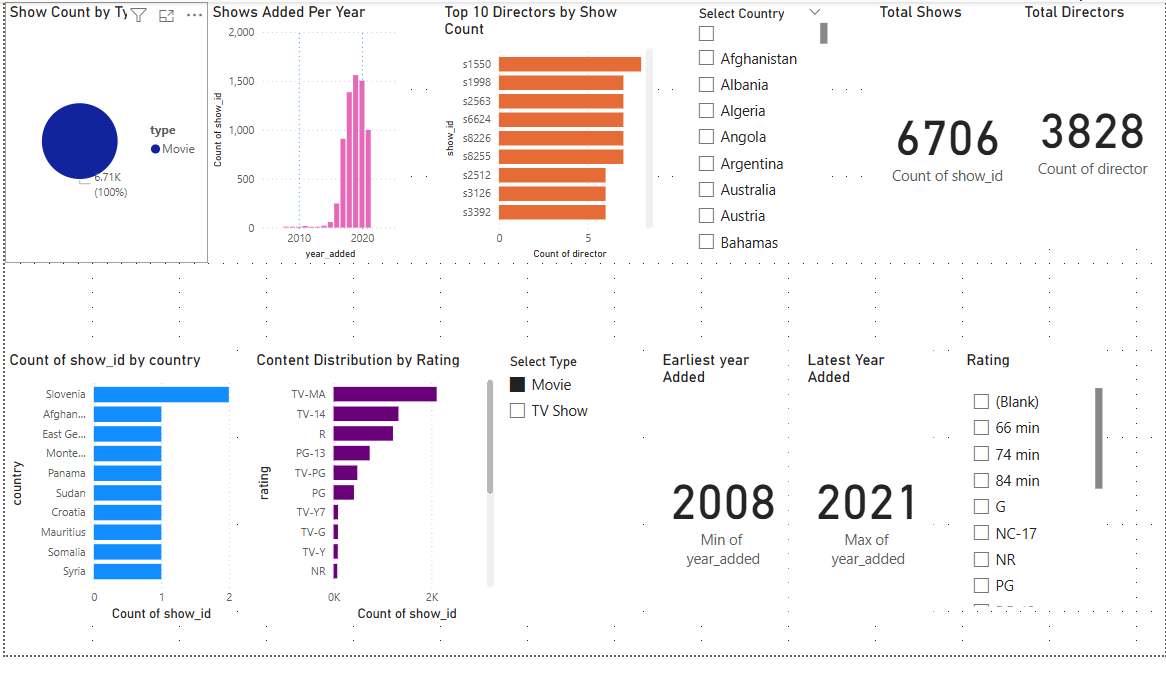 Show Count by Ty
type
Movie
6.71K
(100%)
Shows Added Per Year
2,000
1,500
1,000
500
0
Count of show_id
2010
2020
year_added
Top 10 Directors by Show
Count
s1550
s1998
s2563
s6624
s8226
s8255
s2512
s3126
s3392
show_id
0
5
Count of director
Select Country
Afghanistan
Albania
Algeria
Angola
Argentina
Australia
Austria
Bahamas
Total Shows
6706
Count of show_id
Total Directors
3828
Count of director
Count of show_id by country
Slovenia
Afghan...
East Ge...
Monte...
Panama
Sudan
Croatia
Mauritius
Somalia
Syria
country
0
1
2
Count of show_id
Content Distribution by Rating
TV-MA
TV-14
R
PG-13
TV-PG
PG
TV-Y7
TV-G
TV-Y
NR
rating
0K
2K
Count of show_id
Select Type
Movie
TV Show
Earliest year
Added
2008
Min of
year_added
Latest Year
Added
2021
Max of
year_added
Rating
(Blank)
66 min
74 min
84 min
G
NC-17
NR
PG